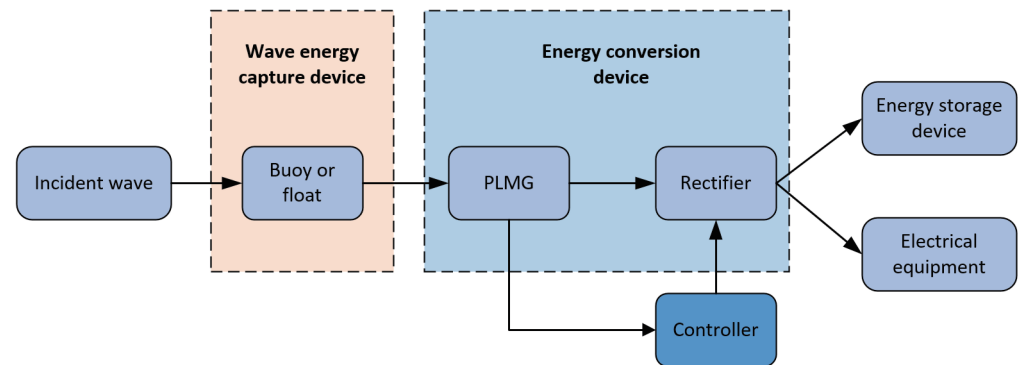 Wave energy
capture device
Energy conversion
device
Incident wave
Buoy or
float
PLMG
Rectifier
Energy storage
device
Electrical
equipment
Controller